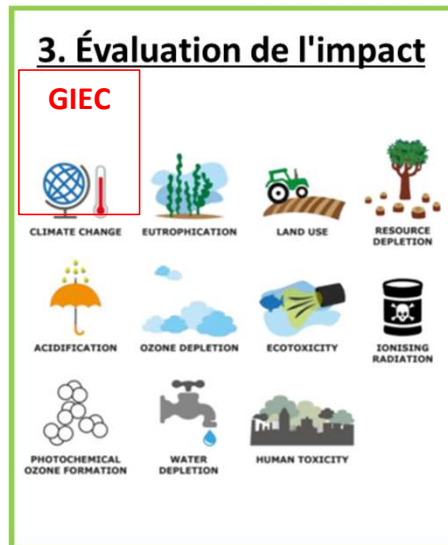 3. Évaluation de l'impact
GIEC
CLIMATE CHANGE
EUTROPHICATION
LAND USE
RESOURCE
DEPLETION
ACIDIFICATION
OZONE DEPLETION
ECOTOXICITY
IONISING
RADIATION
PHOTOCHEMICAL
OZONE FORMATION
WATER
DEPLETION
HUMAN TOXICITY